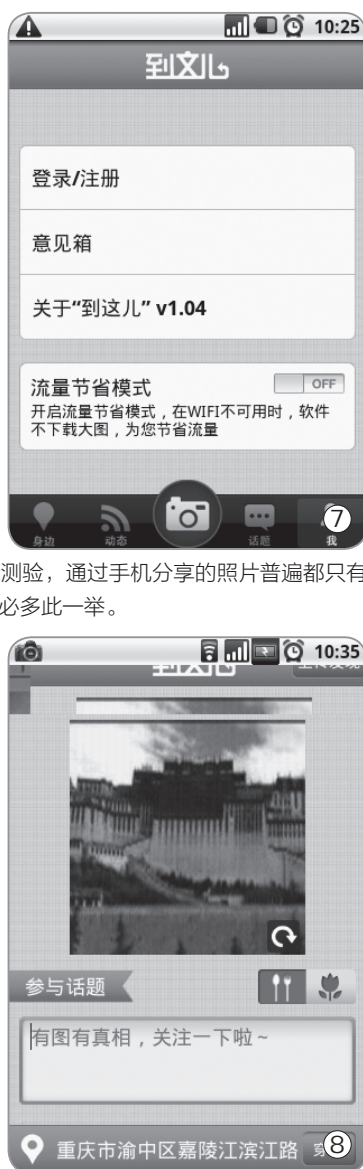 10:25
到这儿
登录/注册
意见箱
关于“到这儿” v1.04
流量节省模式
OFF
开启流量节省模式，在WIFI不可用时，软件
不下载大图，为您节省流量
身边 动态 话题 我
⑦
测验，通过手机分享的照片普遍都只有
必多此一举。
10:35
参与话题
有图有真相，关注一下啦～
重庆市渝中区嘉陵江滨江路
⑧